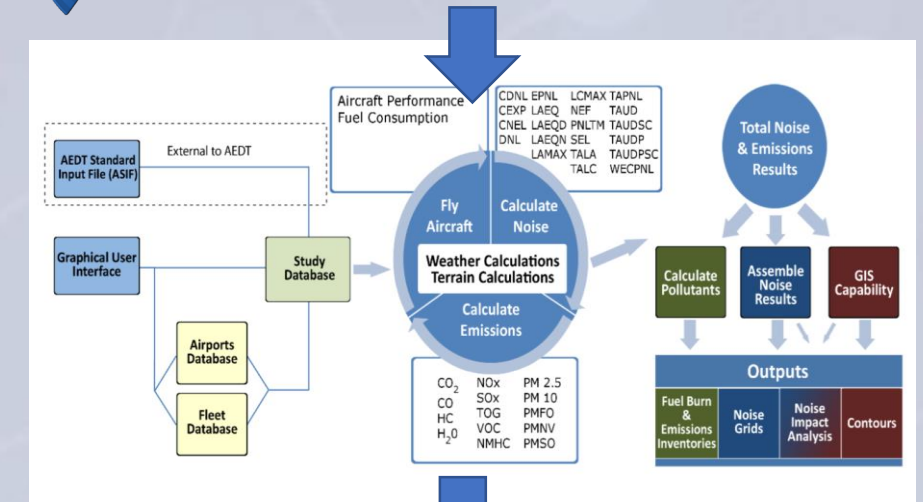 AEDT Standard
Input File (ASIF)
External to AEDT
Graphical User
Interface
Study
Database
Airports
Database
Fleet
Database
Aircraft Performance
Fuel Consumption
CDNL EPNL LCMAX TAPNL
CEXP LAEQ NEF TAUD
CNEL LAEQD PNLTM TAUDSC
DNL LAEQN SEL TAUDP
LAMAX TALA TAUDPSC
TALC WECPNL
Fly
Aircraft
Calculate
Noise
Weather Calculations
Terrain Calculations
Calculate
Emissions
CO2 NOx PM 2.5
CO SOx PM 10
HC TOG PMFO
H20 VOC PMNV
NMHC PMSO
Total Noise
& Emissions
Results
Calculate
Pollutants
Assemble
Noise
Results
GIS
Capability
Outputs
Fuel Burn
&
Emissions
Inventories
Noise
Grids
Noise
Impact
Analysis
Contours